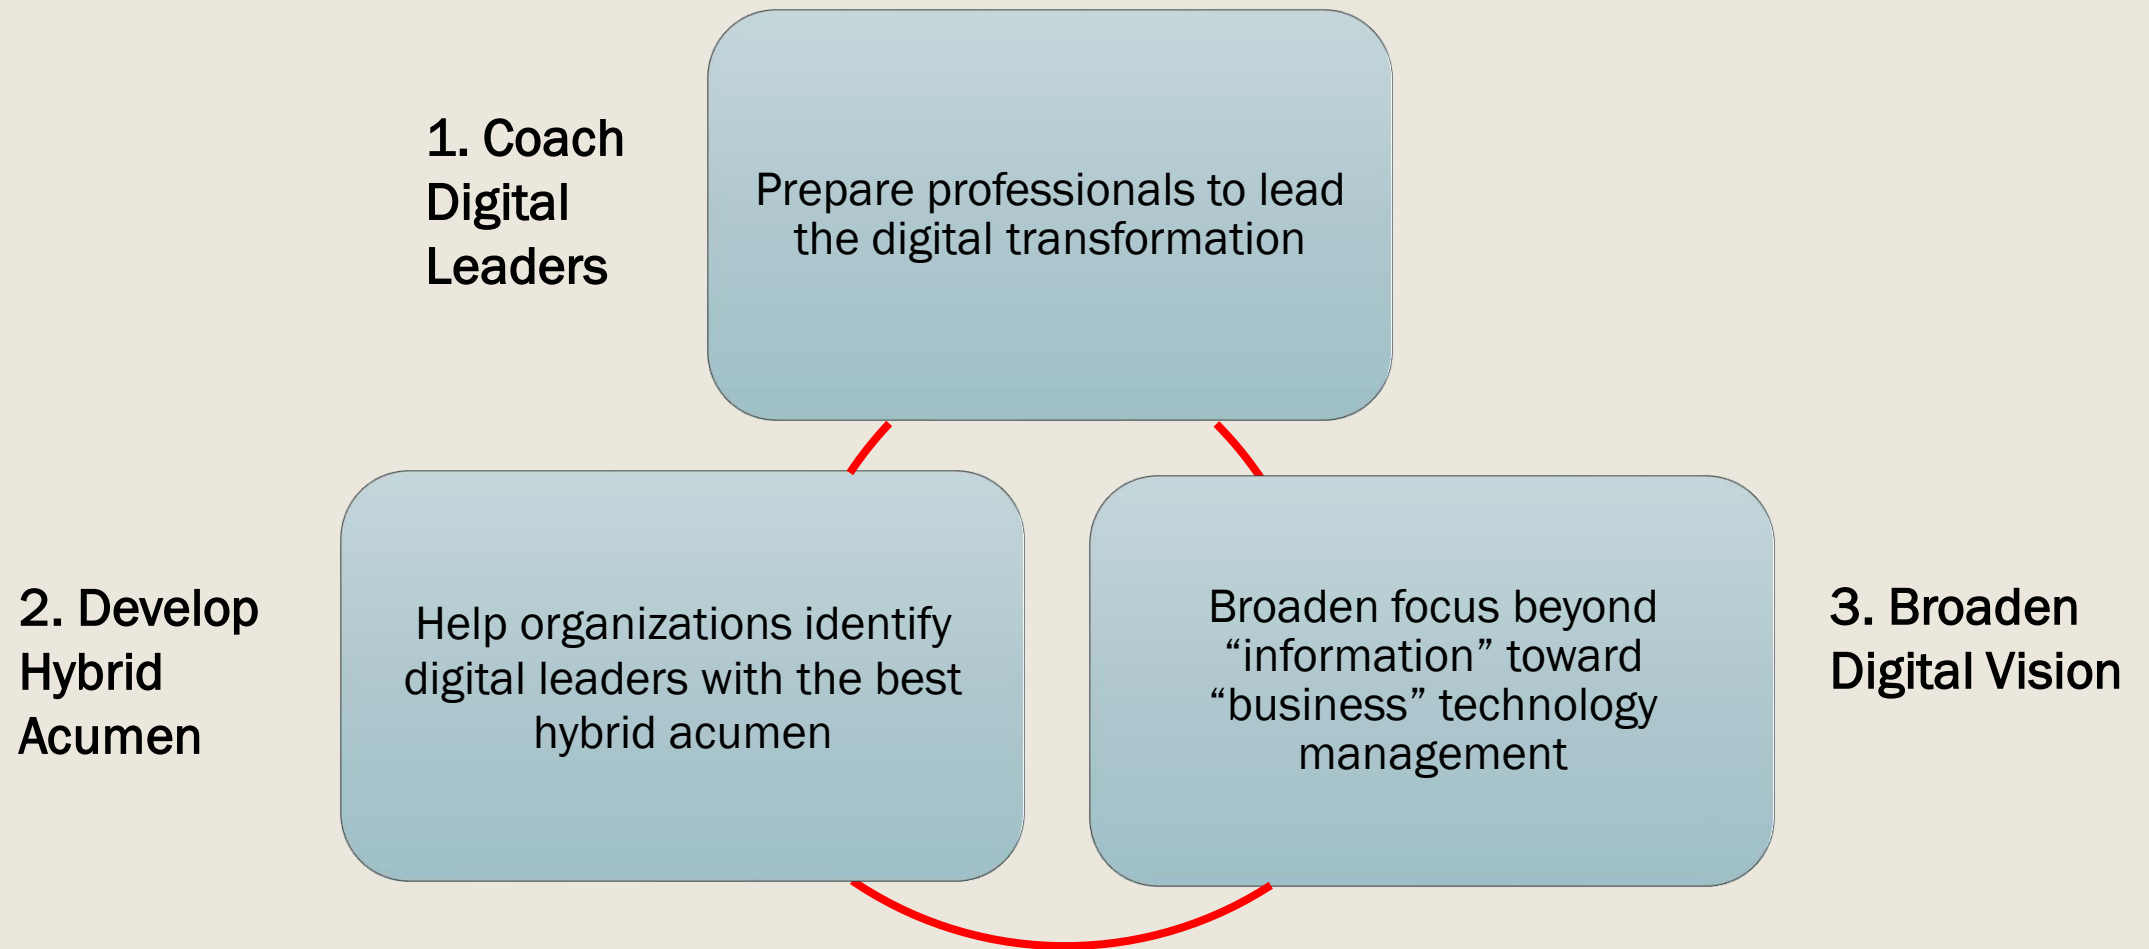 1. Coach
Digital
Leaders
Prepare professionals to lead
the digital transformation
2. Develop
Hybrid
Acumen
Help organizations identify
digital leaders with the best
hybrid acumen
Broaden focus beyond
“information” toward
“business” technology
management
3. Broaden
Digital Vision